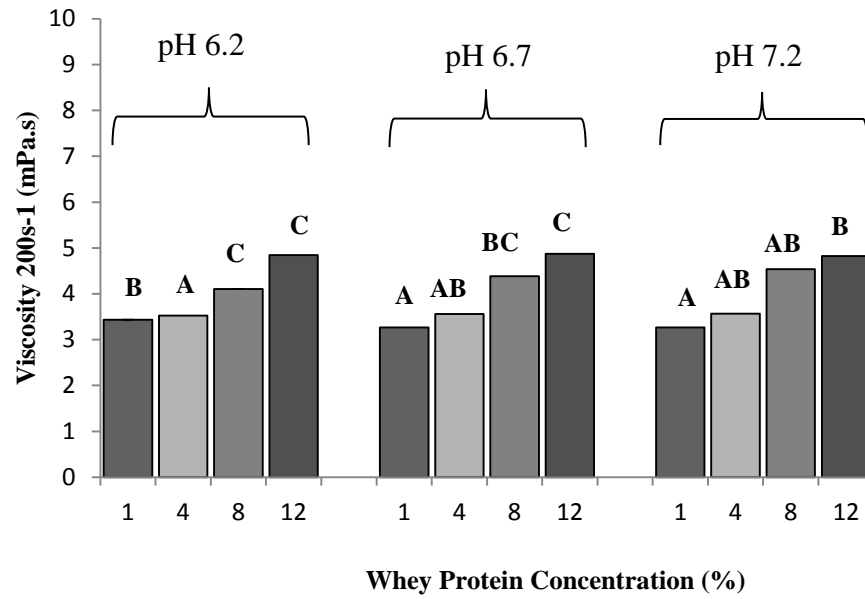 10
9
8
7
6
5
4
3
2
1
0
Viscosity 200s-1 (mPa.s)
pH 6.2
pH 6.7
pH 7.2
B
A
C
C
A
AB
BC
C
A
AB
AB
B
1 4 8 12 1 4 8 12 1 4 8 12
Whey Protein Concentration (%)